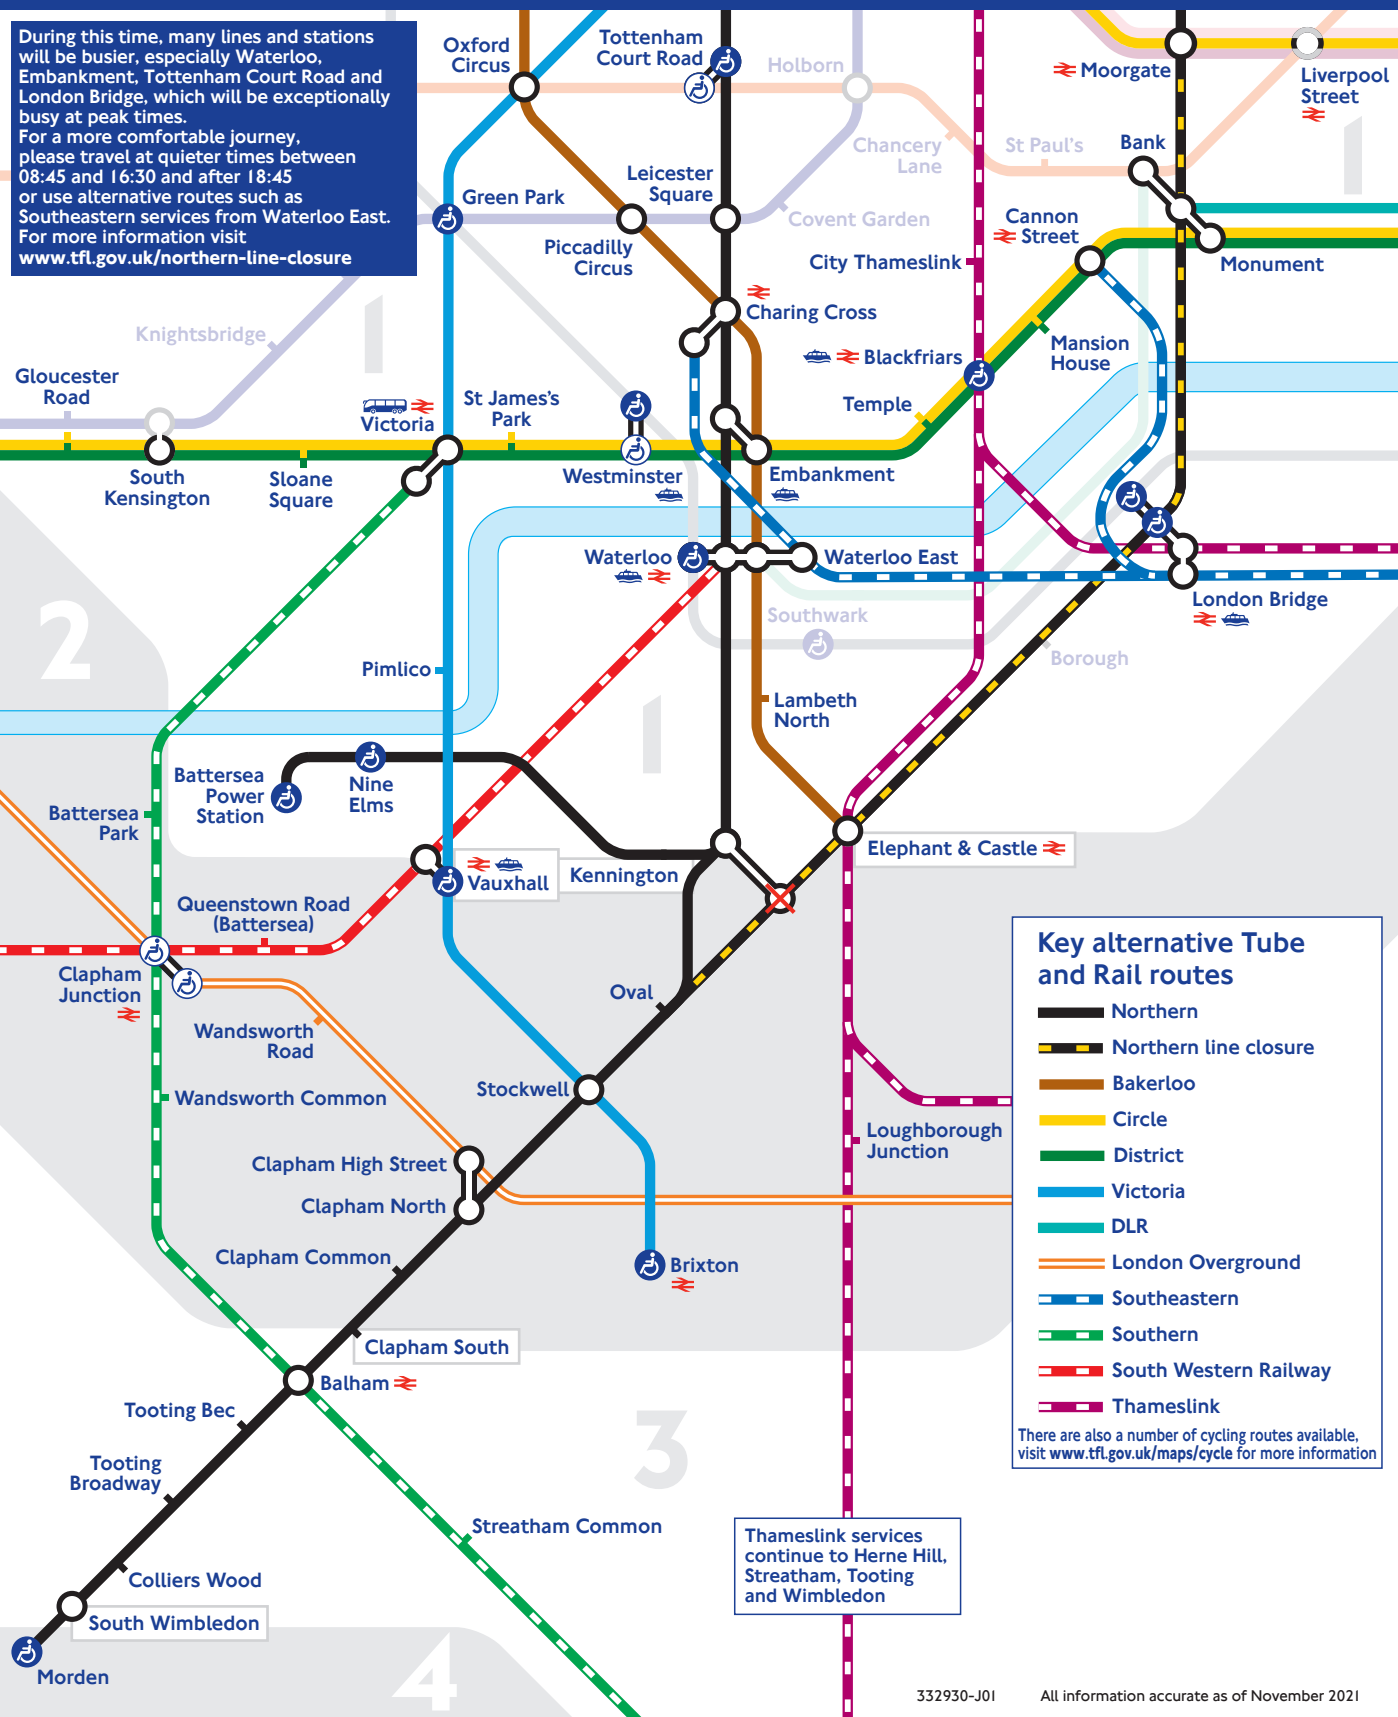 During this time, many lines and stations
will be busier, especially Waterloo,
Embankment, Tottenham Court Road and
London Bridge, which will be exceptionally
busy at peak times.
For a more comfortable journey,
please travel at quieter times between
08:45 and 16:30 and after 18:45
or use alternative routes such as
Southeastern services from Waterloo East.
For more information visit
www.tfl.gov.uk/northern-line-closure
Oxford
Circus
Tottenham
Court Road
Holborn
Moorgate
Liverpool
Street
Chancery
Lane
St Paul's
Bank
1
Leicester
Square
Green Park
Covent Garden
Cannon
Street
Piccadilly
Circus
City Thameslink
Monument
Charing Cross
Knightsbridge
1
Mansion
House
Blackfriars
Gloucester
Road
Victoria
St James's
Park
Temple
South
Kensington
Sloane
Square
Westminster
Embankment
Waterloo
Waterloo East
London Bridge
Southwark
Borough
2
Pimlico
Lambeth
North
1
Battersea
Power
Station
Nine
Elms
Battersea
Park
Elephant & Castle
Vauxhall
Kennington
Queenstown Road
(Battersea)
Clapham
Junction
Oval
Wandsworth
Road
Stockwell
Wandsworth Common
Loughborough
Junction
Clapham High Street
Clapham North
Clapham Common
Brixton
Clapham South
Balham
Tooting Bec
3
Tooting
Broadway
Streatham Common
Colliers Wood
South Wimbledon
Morden
4
Key alternative Tube
and Rail routes
Northern
Northern line closure
Bakerloo
Circle
District
Victoria
DLR
London Overground
Southeastern
Southern
South Western Railway
Thameslink
There are also a number of cycling routes available,
visit www.tfl.gov.uk/maps/cycle for more information
Thameslink services
continue to Herne Hill,
Streatham, Tooting
and Wimbledon
332930-J01
All information accurate as of November 2021